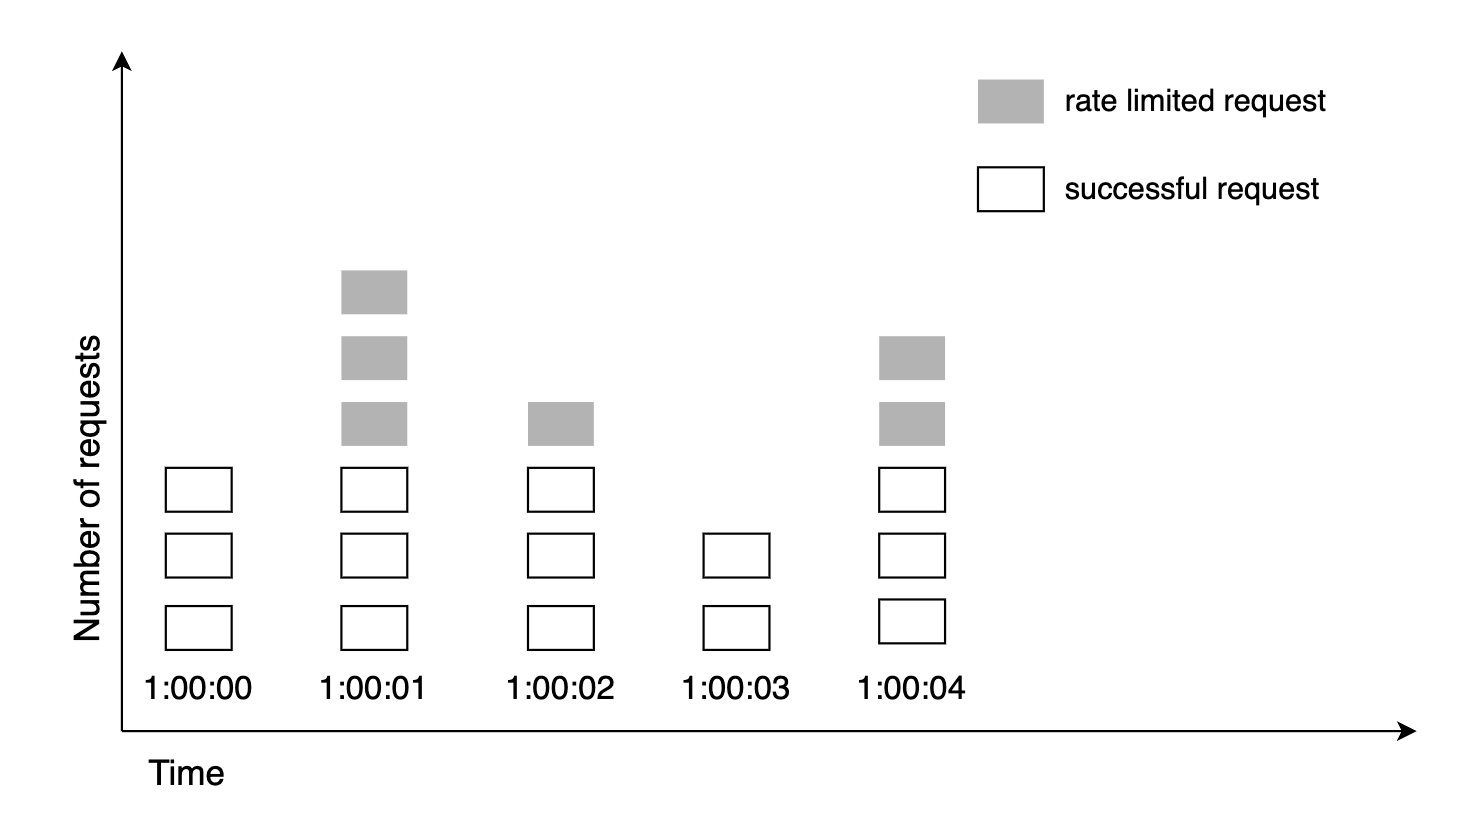 rate limited request
successful request
Number of requests
1:00:00 1:00:01 1:00:02 1:00:03 1:00:04
Time